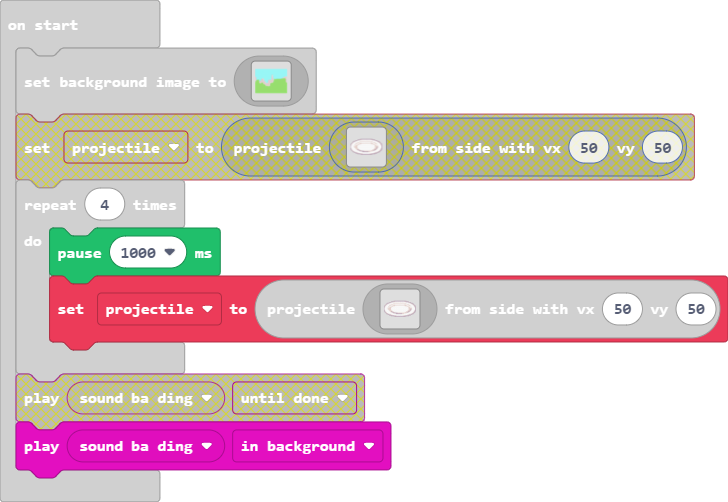 on start
set background image to
set projectile to projectile from side with vx 50 vy 50
repeat 4 times
do
pause 1000 ms
set projectile to projectile from side with vx 50 vy 50
play sound ba ding until done
play sound ba ding in background